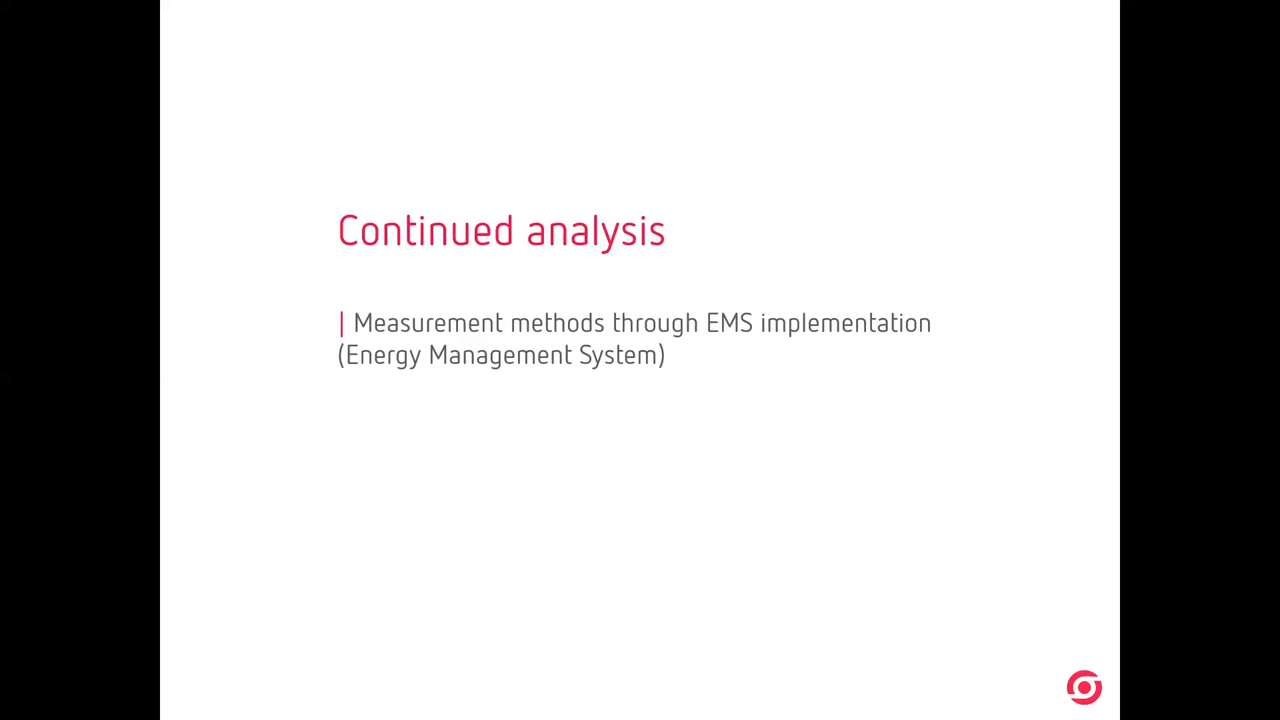 Continued analysis
| Measurement methods through EMS implementation
(Energy Management System)